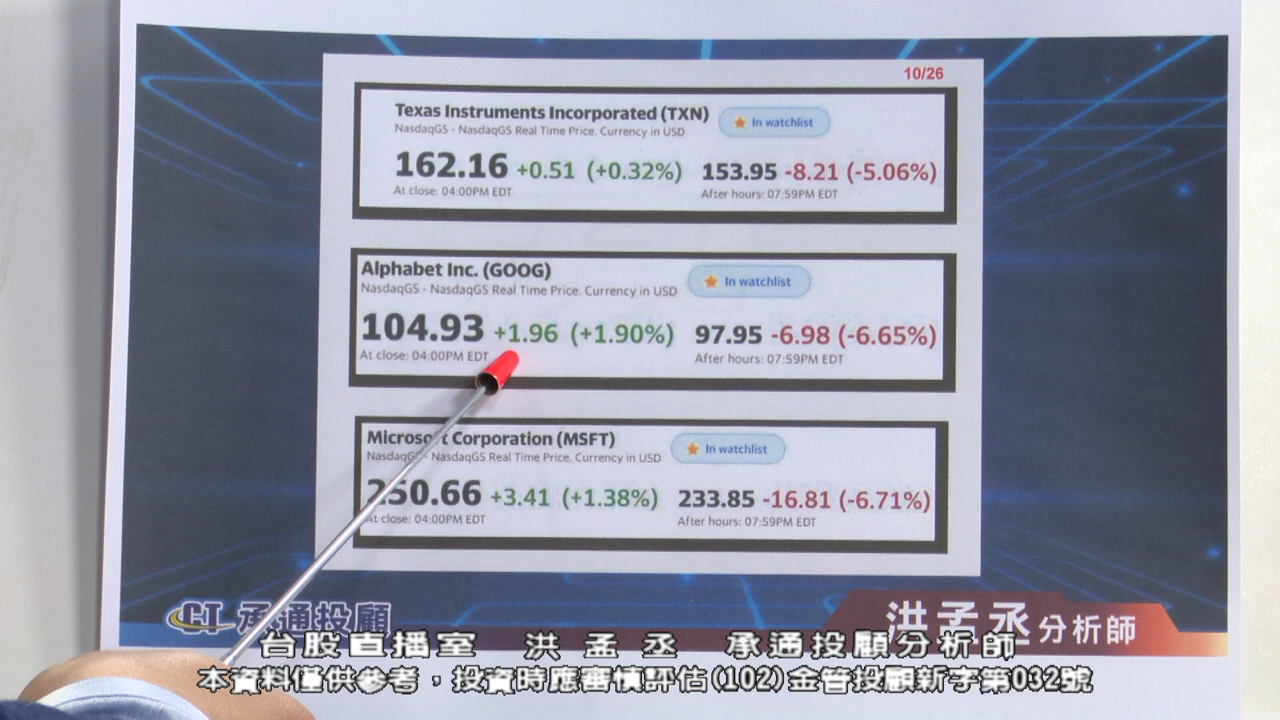 10/26
Texas Instruments Incorporated (TXN) In watchlist
NasdaqGS - NasdaqGS Real Time Price. Currency in USD
162.16 +0.51 (+0.32%) 153.95 -8.21 (-5.06%)
At close: 04:00PM EDT After hours: 07:59PM EDT
Alphabet Inc. (GOOG) In watchlist
NasdaqGS - NasdaqGS Real Time Price. Currency in USD
104.93 +1.96 (+1.90%) 97.95 -6.98 (-6.65%)
At close: 04:00PM EDT After hours: 07:59PM EDT
Microsoft Corporation (MSFT) In watchlist
NasdaqGS - NasdaqGS Real Time Price. Currency in USD
250.66 +3.41 (+1.38%) 233.85 -16.81 (-6.71%)
At close: 04:00PM EDT After hours: 07:59PM EDT
CT 承通投顧
洪孟丞分析師
台股直播室 洪孟丞 承通投顧分析師
本資料僅供參考，投資時應審慎評估(102)金管投顧新字第032號